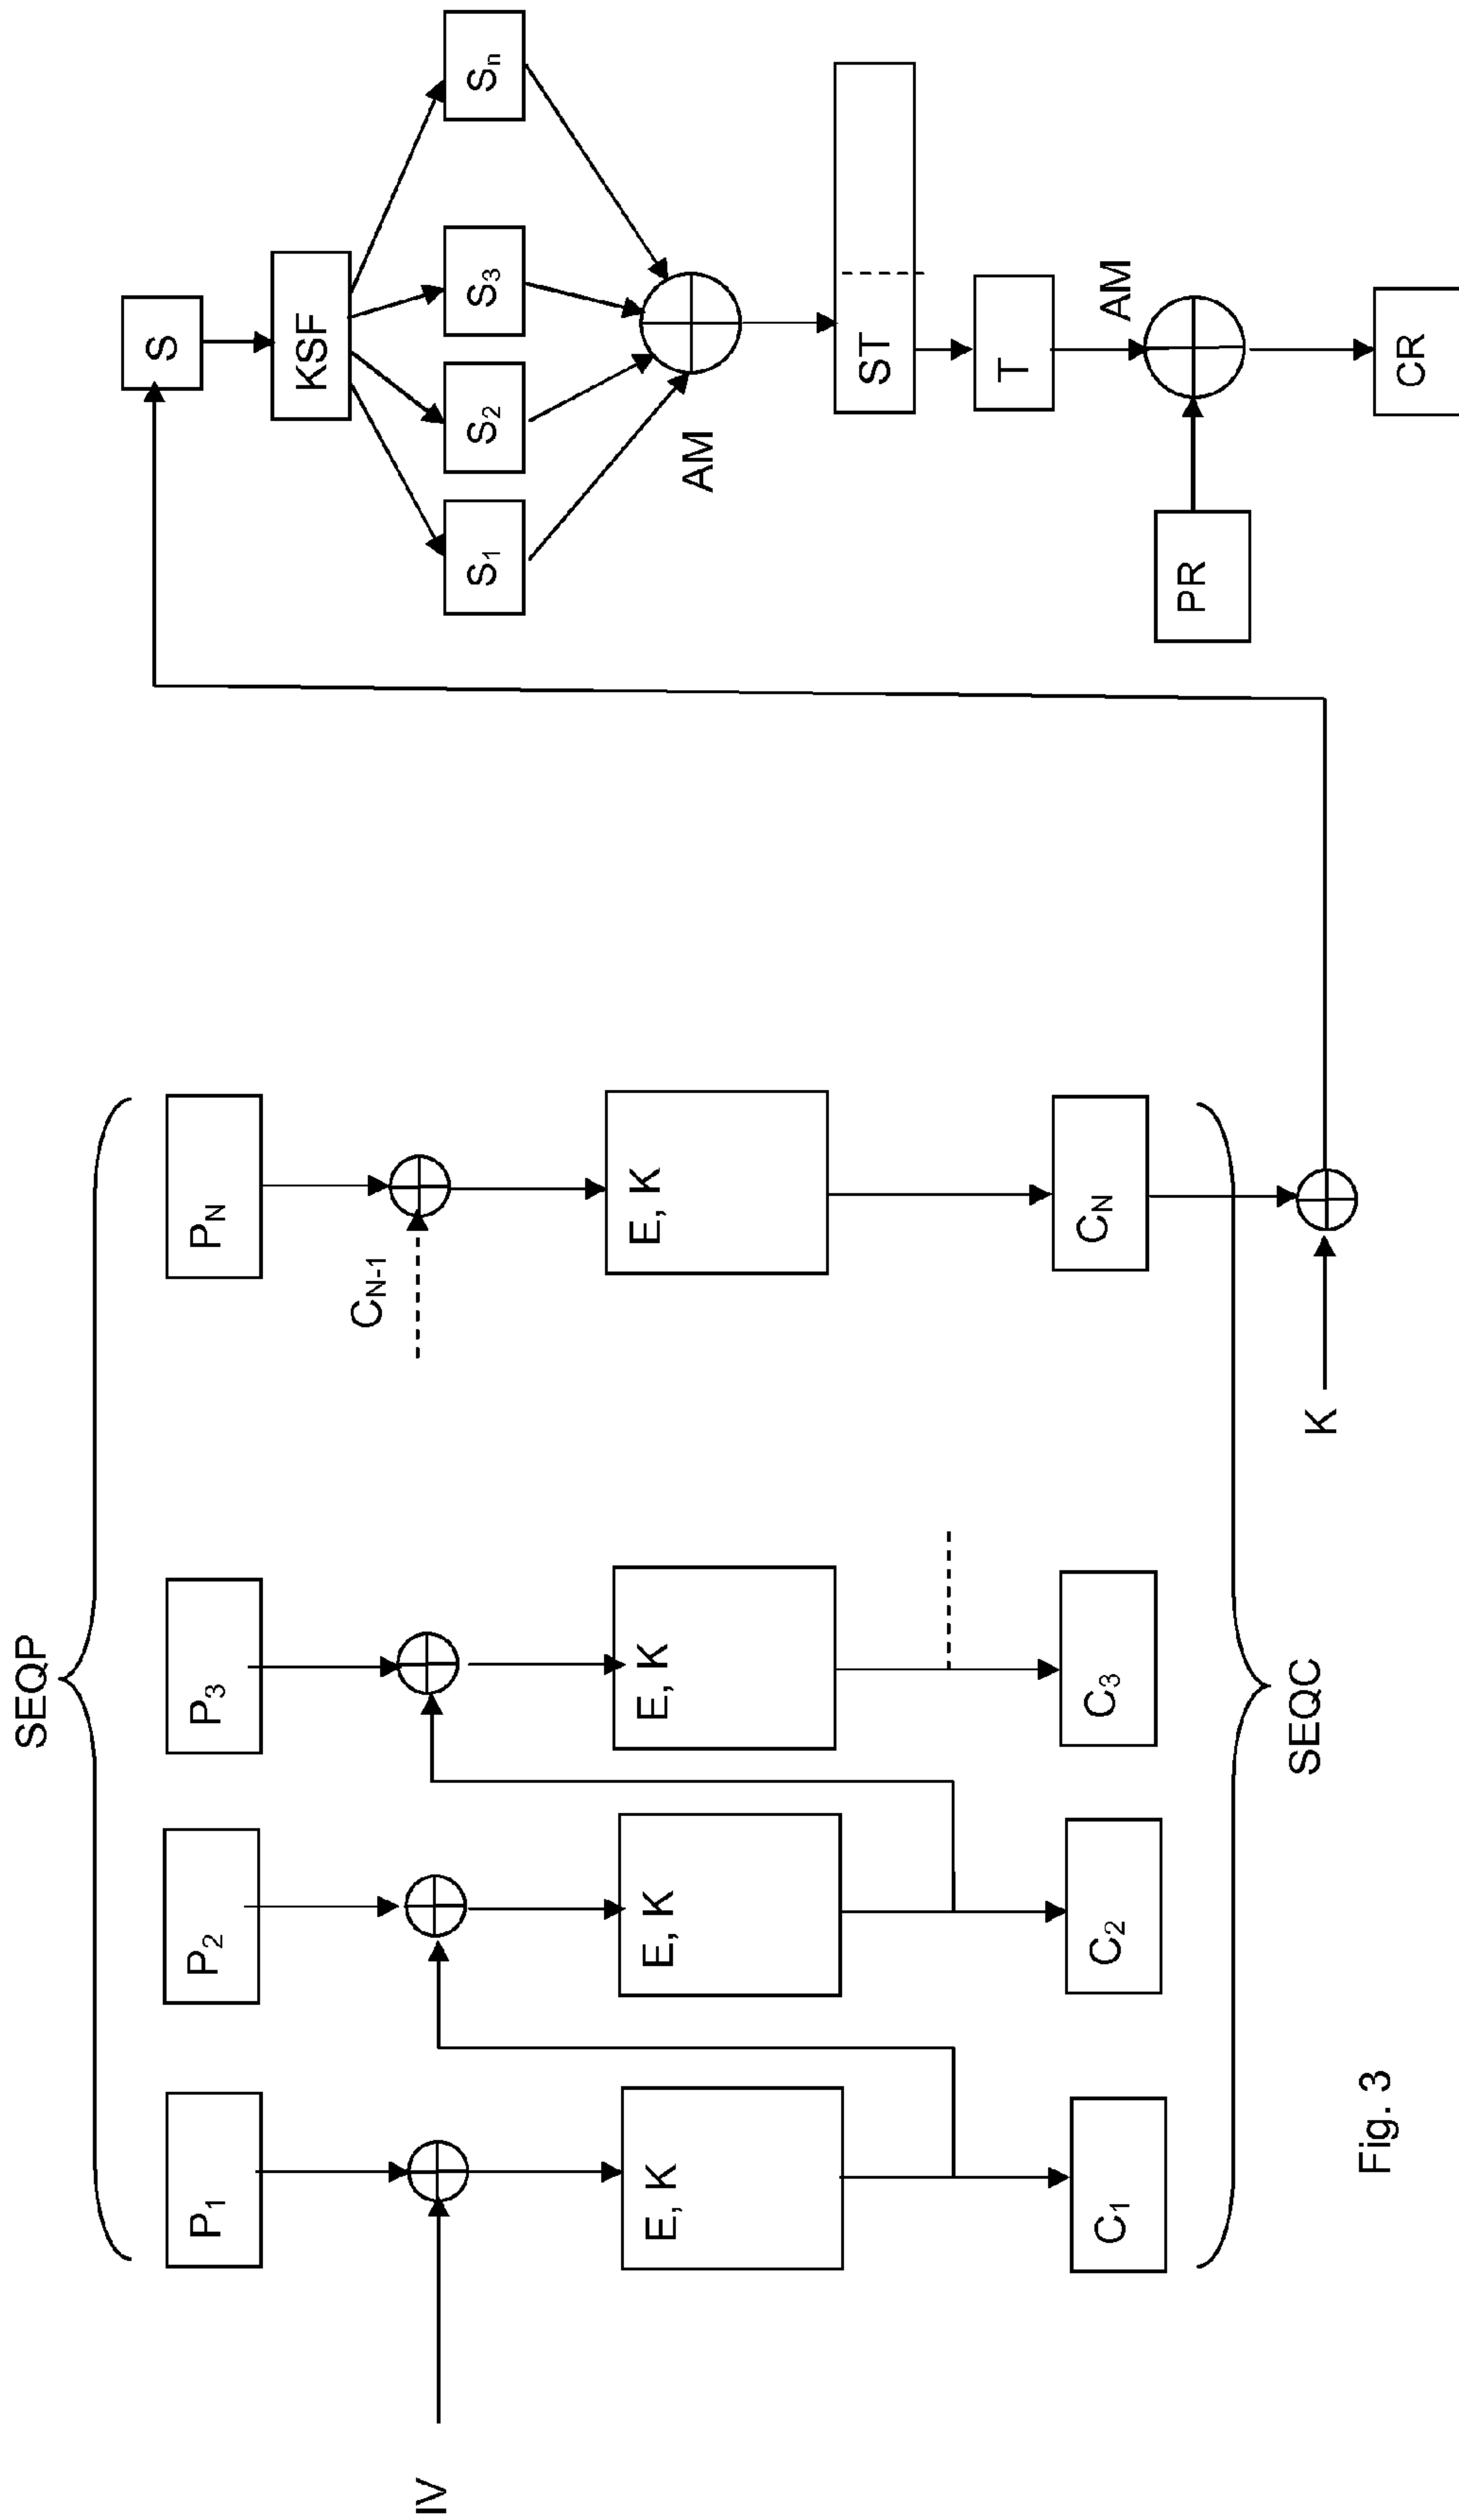 SEQP
P1
P2
P3
PN
IV
CN-1
E, K
E, K
E, K
E, K
C1
C2
C3
CN
SEQC
K
S
KSF
S1
S2
S3
Sn
AM
ST
T
AM
PR
CR
Fig. 3